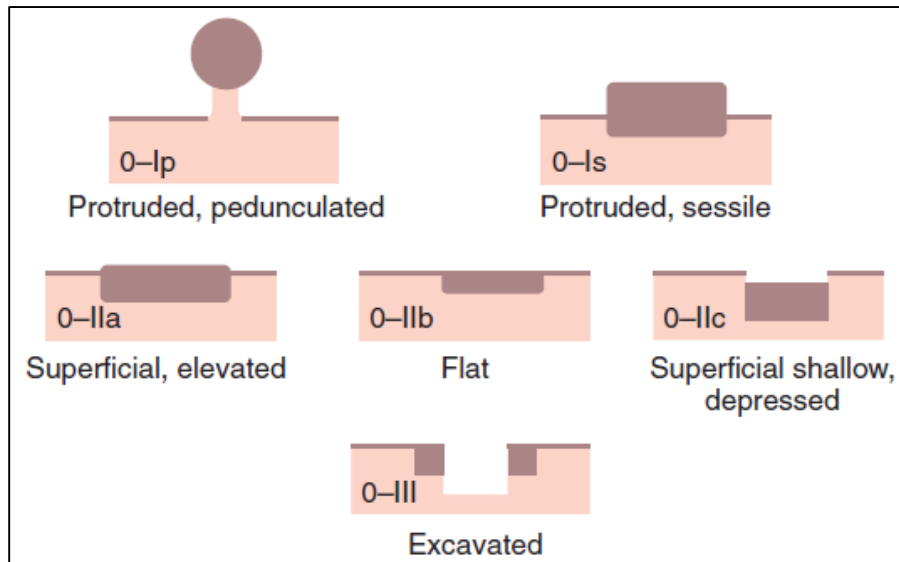 0–Ip
Protruded, pedunculated
0–Is
Protruded, sessile
0–IIa
Superficial, elevated
0–IIb
Flat
0–IIc
Superficial shallow,
depressed
0–III
Excavated